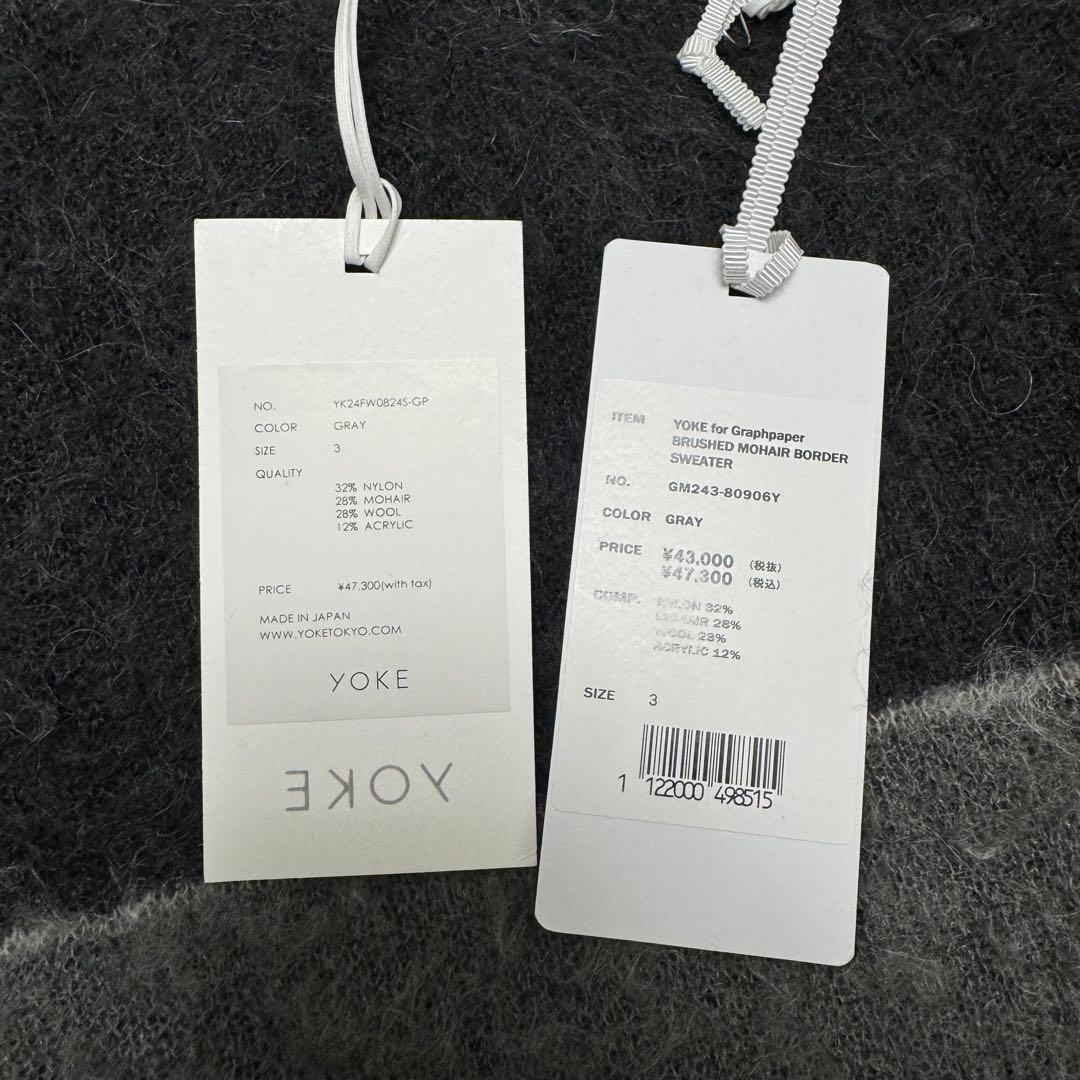 NO. YK24FW0824S-GP
COLOR GRAY
SIZE 3
QUALITY
32% NYLON
28% MOHAIR
28% WOOL
12% ACRYLIC
PRICE ¥47,300(with tax)
MADE IN JAPAN
WWW.YOKETOKYO.COM
YOKE
YOKE
ITEM YOKE for Graphpaper
BRUSHED MOHAIR BORDER
SWEATER
NO. GM243-80906Y
COLOR GRAY
PRICE ¥43,000 (税抜)
¥47,300 (税込)
COMP. NYLON 32%
MOHAIR 28%
WOOL 28%
ACRYLIC 12%
SIZE 3
1 122000 498515